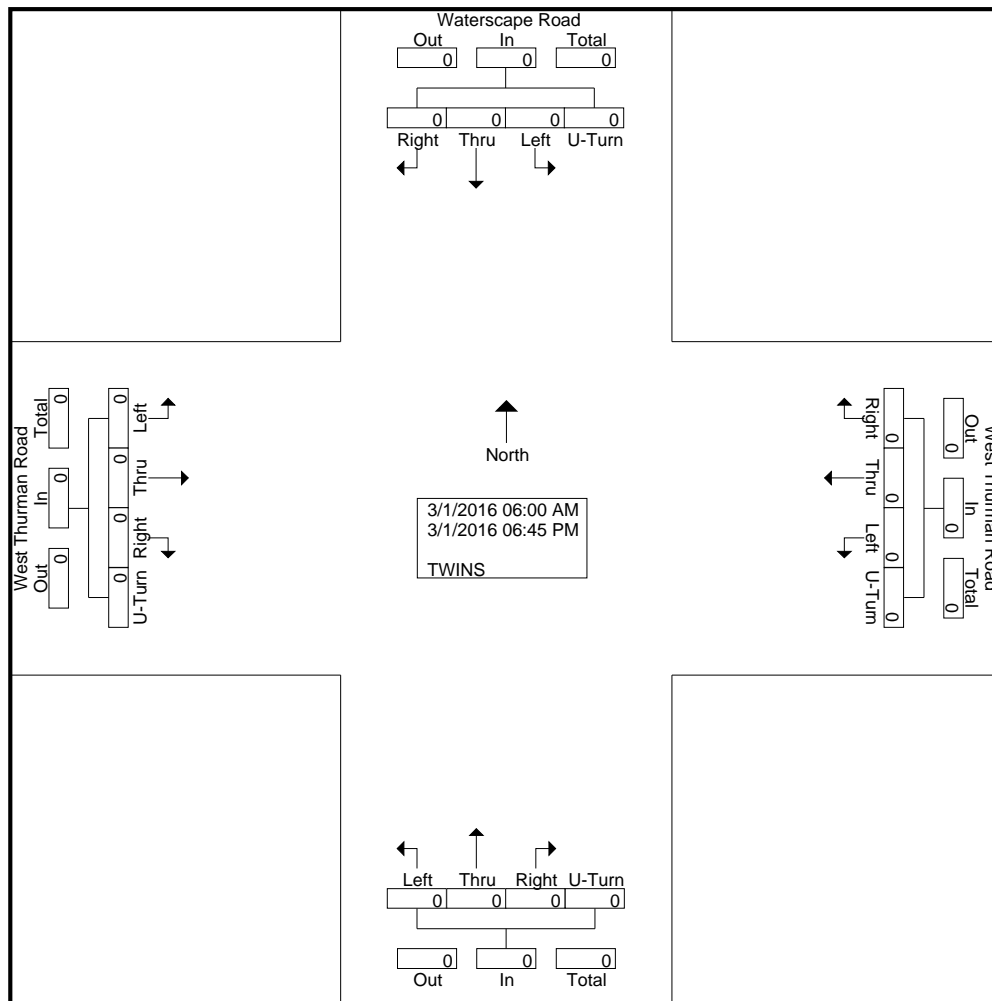 Waterscape Road
Out In Total
0 0 0
0 0 0 0
Right Thru Left U-Turn
West Thurman Road
Total In Out
0 0 0
0 0 0 0
Left Thru Right U-Turn
North
3/1/2016 06:00 AM
3/1/2016 06:45 PM
TWINS
Right Thru Left U-Turn
0 0 0 0
0 0 0
Out In Total
West Thurman Road
Left Thru Right U-Turn
0 0 0 0
0 0 0
Out In Total